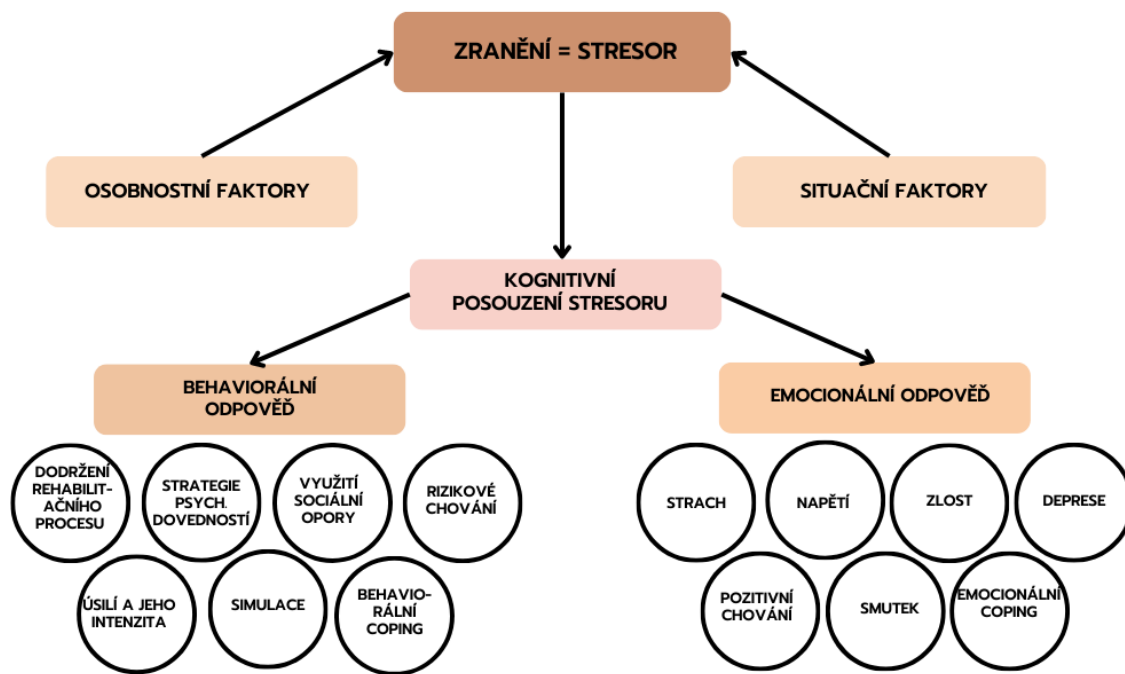 ZRANĚNÍ = STRESOR
OSOBNOSTNÍ FAKTORY
SITUAČNÍ FAKTORY
KOGNITIVNÍ
POSOUZENÍ STRESORU
BEHAVIORÁLNÍ
ODPOVĚĎ
EMOCIONÁLNÍ ODPOVĚĎ
DODRŽENÍ
REHABILIT-
AČNÍHO
PROCESU
STRATEGIE
PSYCH.
DOVEDNOSTÍ
VYUŽITÍ
SOCIÁLNÍ
OPORY
RIZIKOVÉ
CHOVÁNÍ
STRACH
NAPĚTÍ
ZLOST
DEPRESE
ÚSILÍ A JEHO
INTENZITA
SIMULACE
BEHAVIO-
RÁLNÍ
COPING
POZITIVNÍ
CHOVÁNÍ
SMUTEK
EMOCIONÁLNÍ
COPING